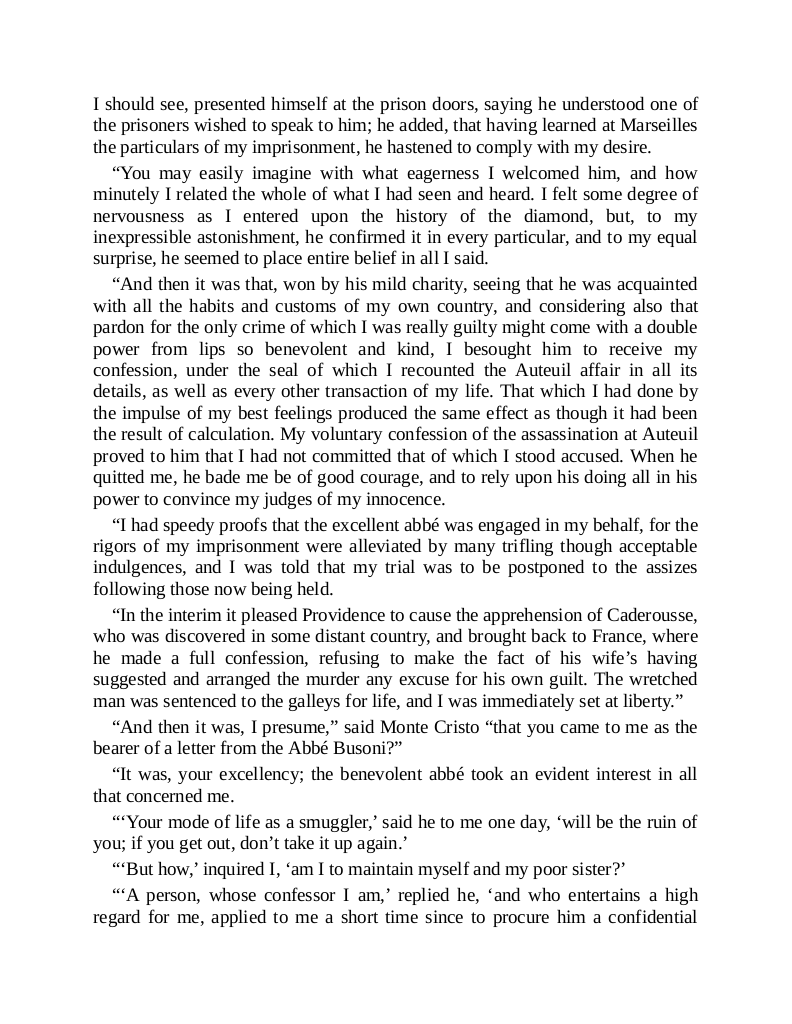 I should see, presented himself at the prison doors, saying he understood one of
the prisoners wished to speak to him; he added, that having learned at Marseilles
the particulars of my imprisonment, he hastened to comply with my desire.
“You may easily imagine with what eagerness I welcomed him, and how
minutely I related the whole of what I had seen and heard. I felt some degree of
nervousness as I entered upon the history of the diamond, but, to my
inexpressible astonishment, he confirmed it in every particular, and to my equal
surprise, he seemed to place entire belief in all I said.
“And then it was that, won by his mild charity, seeing that he was acquainted
with all the habits and customs of my own country, and considering also that
pardon for the only crime of which I was really guilty might come with a double
power from lips so benevolent and kind, I besought him to receive my
confession, under the seal of which I recounted the Auteuil affair in all its
details, as well as every other transaction of my life. That which I had done by
the impulse of my best feelings produced the same effect as though it had been
the result of calculation. My voluntary confession of the assassination at Auteuil
proved to him that I had not committed that of which I stood accused. When he
quitted me, he bade me be of good courage, and to rely upon his doing all in his
power to convince my judges of my innocence.
“I had speedy proofs that the excellent abbé was engaged in my behalf, for the
rigors of my imprisonment were alleviated by many trifling though acceptable
indulgences, and I was told that my trial was to be postponed to the assizes
following those now being held.
“In the interim it pleased Providence to cause the apprehension of Caderousse,
who was discovered in some distant country, and brought back to France, where
he made a full confession, refusing to make the fact of his wife’s having
suggested and arranged the murder any excuse for his own guilt. The wretched
man was sentenced to the galleys for life, and I was immediately set at liberty.”
“And then it was, I presume,” said Monte Cristo “that you came to me as the
bearer of a letter from the Abbé Busoni?”
“It was, your excellency; the benevolent abbé took an evident interest in all
that concerned me.
“‘Your mode of life as a smuggler,’ said he to me one day, ‘will be the ruin of
you; if you get out, don’t take it up again.’
“‘But how,’ inquired I, ‘am I to maintain myself and my poor sister?’
“‘A person, whose confessor I am,’ replied he, ‘and who entertains a high
regard for me, applied to me a short time since to procure him a confidential